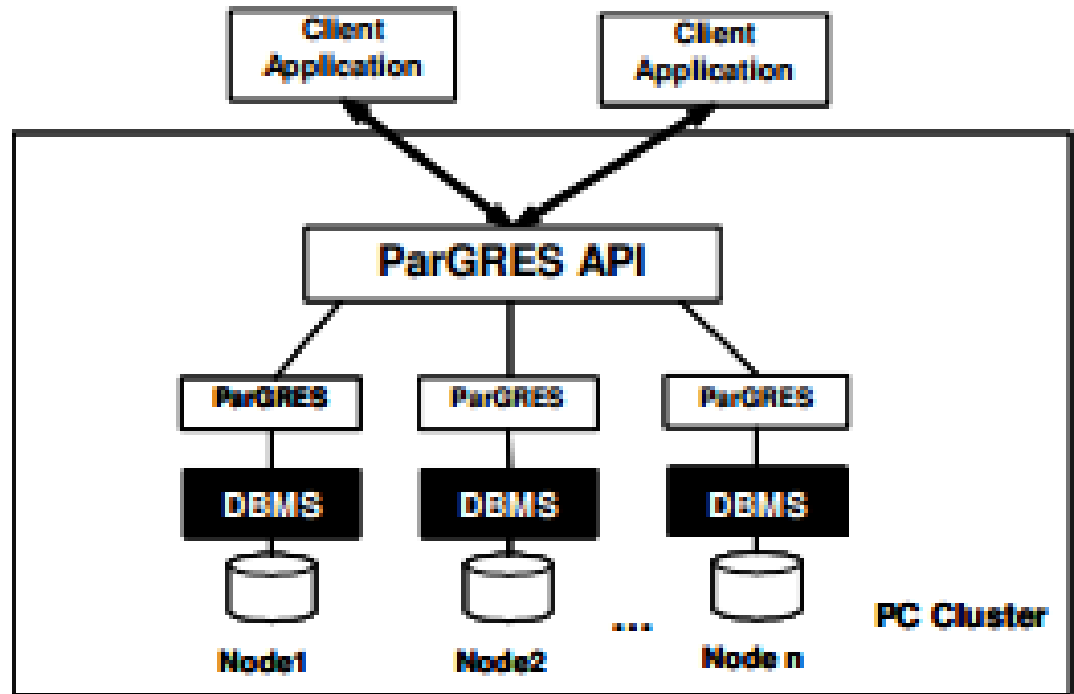 Client
Application
Client
Application
ParGRES API
ParGRES
ParGRES
ParGRES
DBMS
DBMS
DBMS
...
PC Cluster
Node1
Node2
Node n